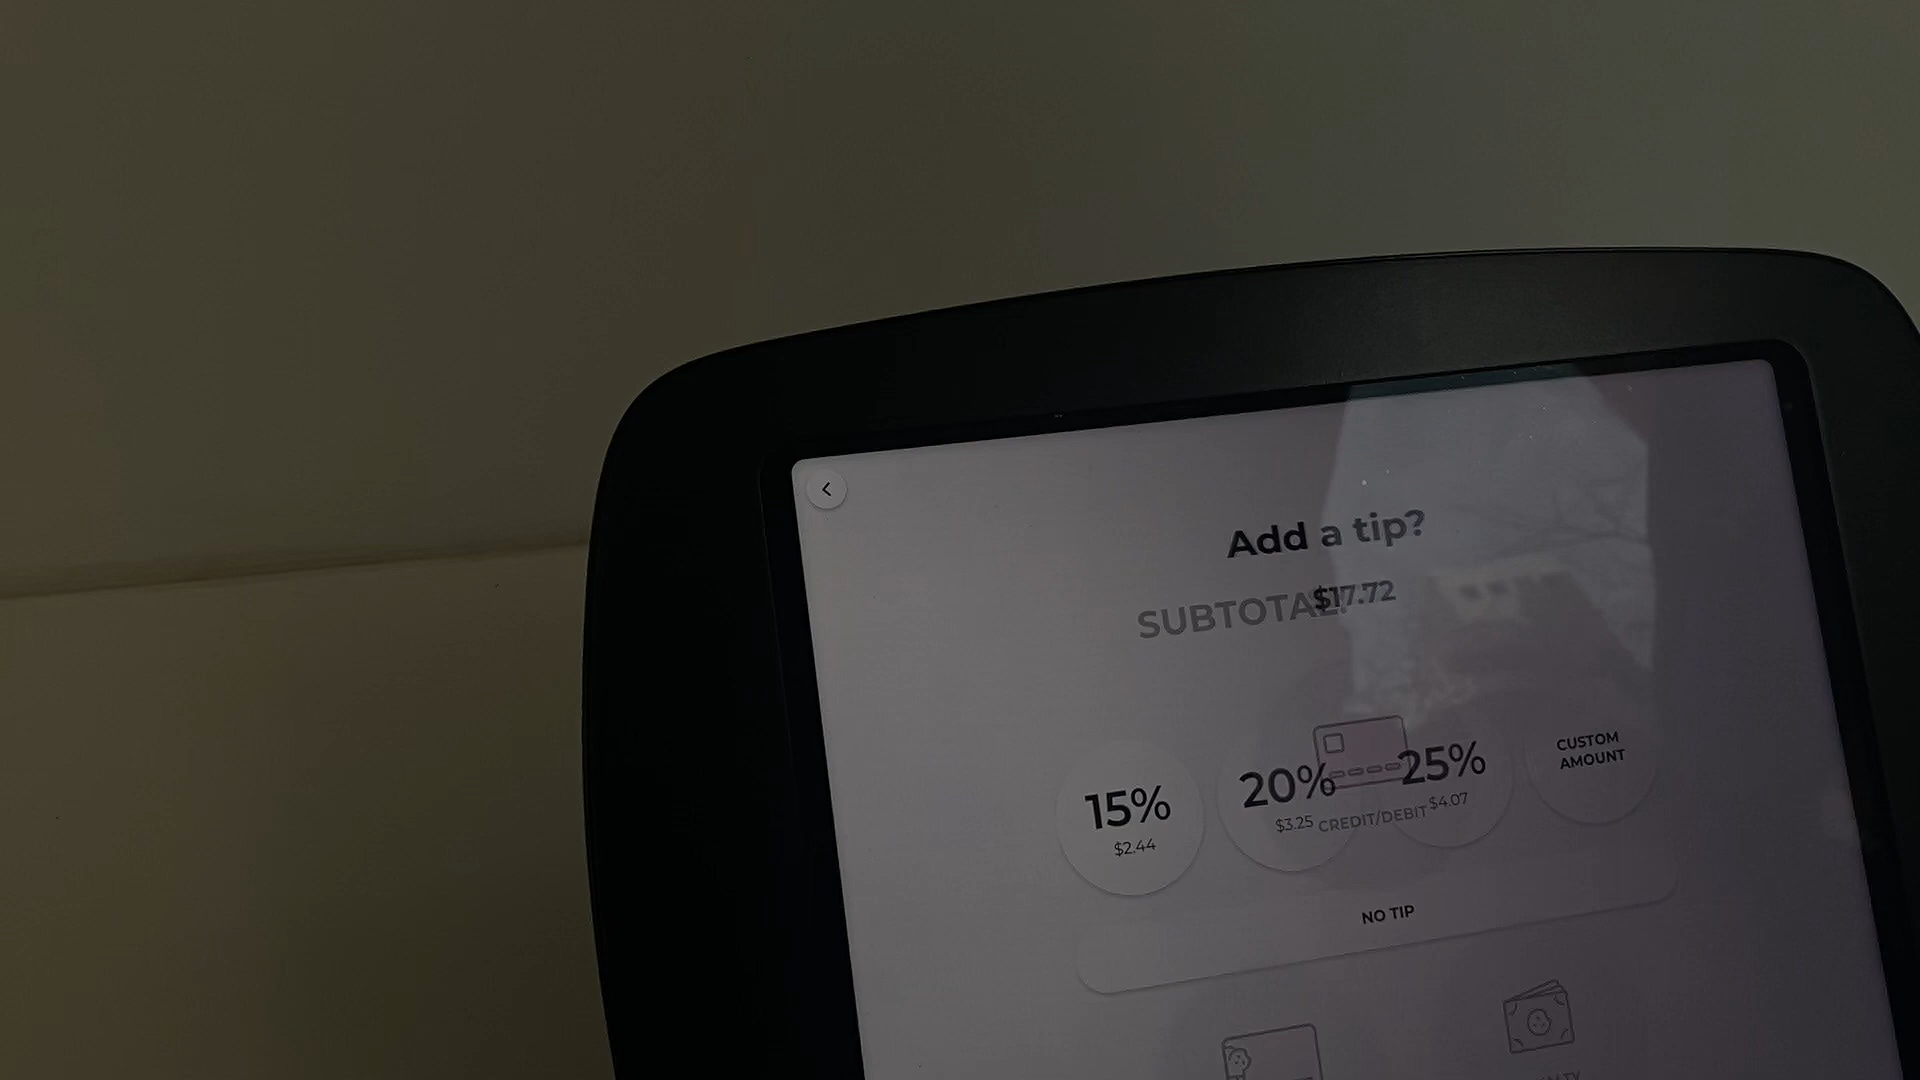 Add a tip?
SUBTOTAL:
$17.72
15% 20% 25% CUSTOM AMOUNT
$2.44 $3.25 CREDIT/DEBIT $4.07
NO TIP